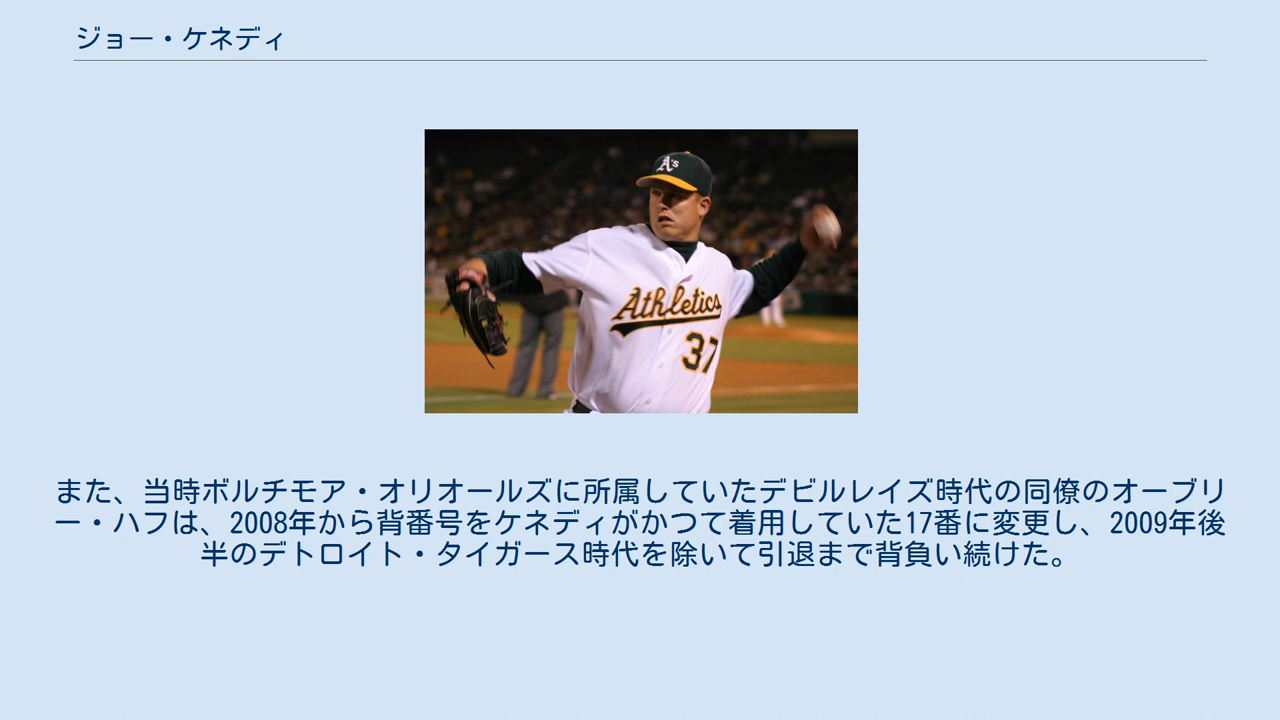 ジョー・ケネディ
A's
Athletics
37
また、当時ボルチモア・オリオールズに所属していたデビルレイズ時代の同僚のオーブリ
ー・ハフは、2008年から背番号をケネディがかつて着用していた17番に変更し、2009年後
半のデトロイト・タイガース時代を除いて引退まで背負い続けた。